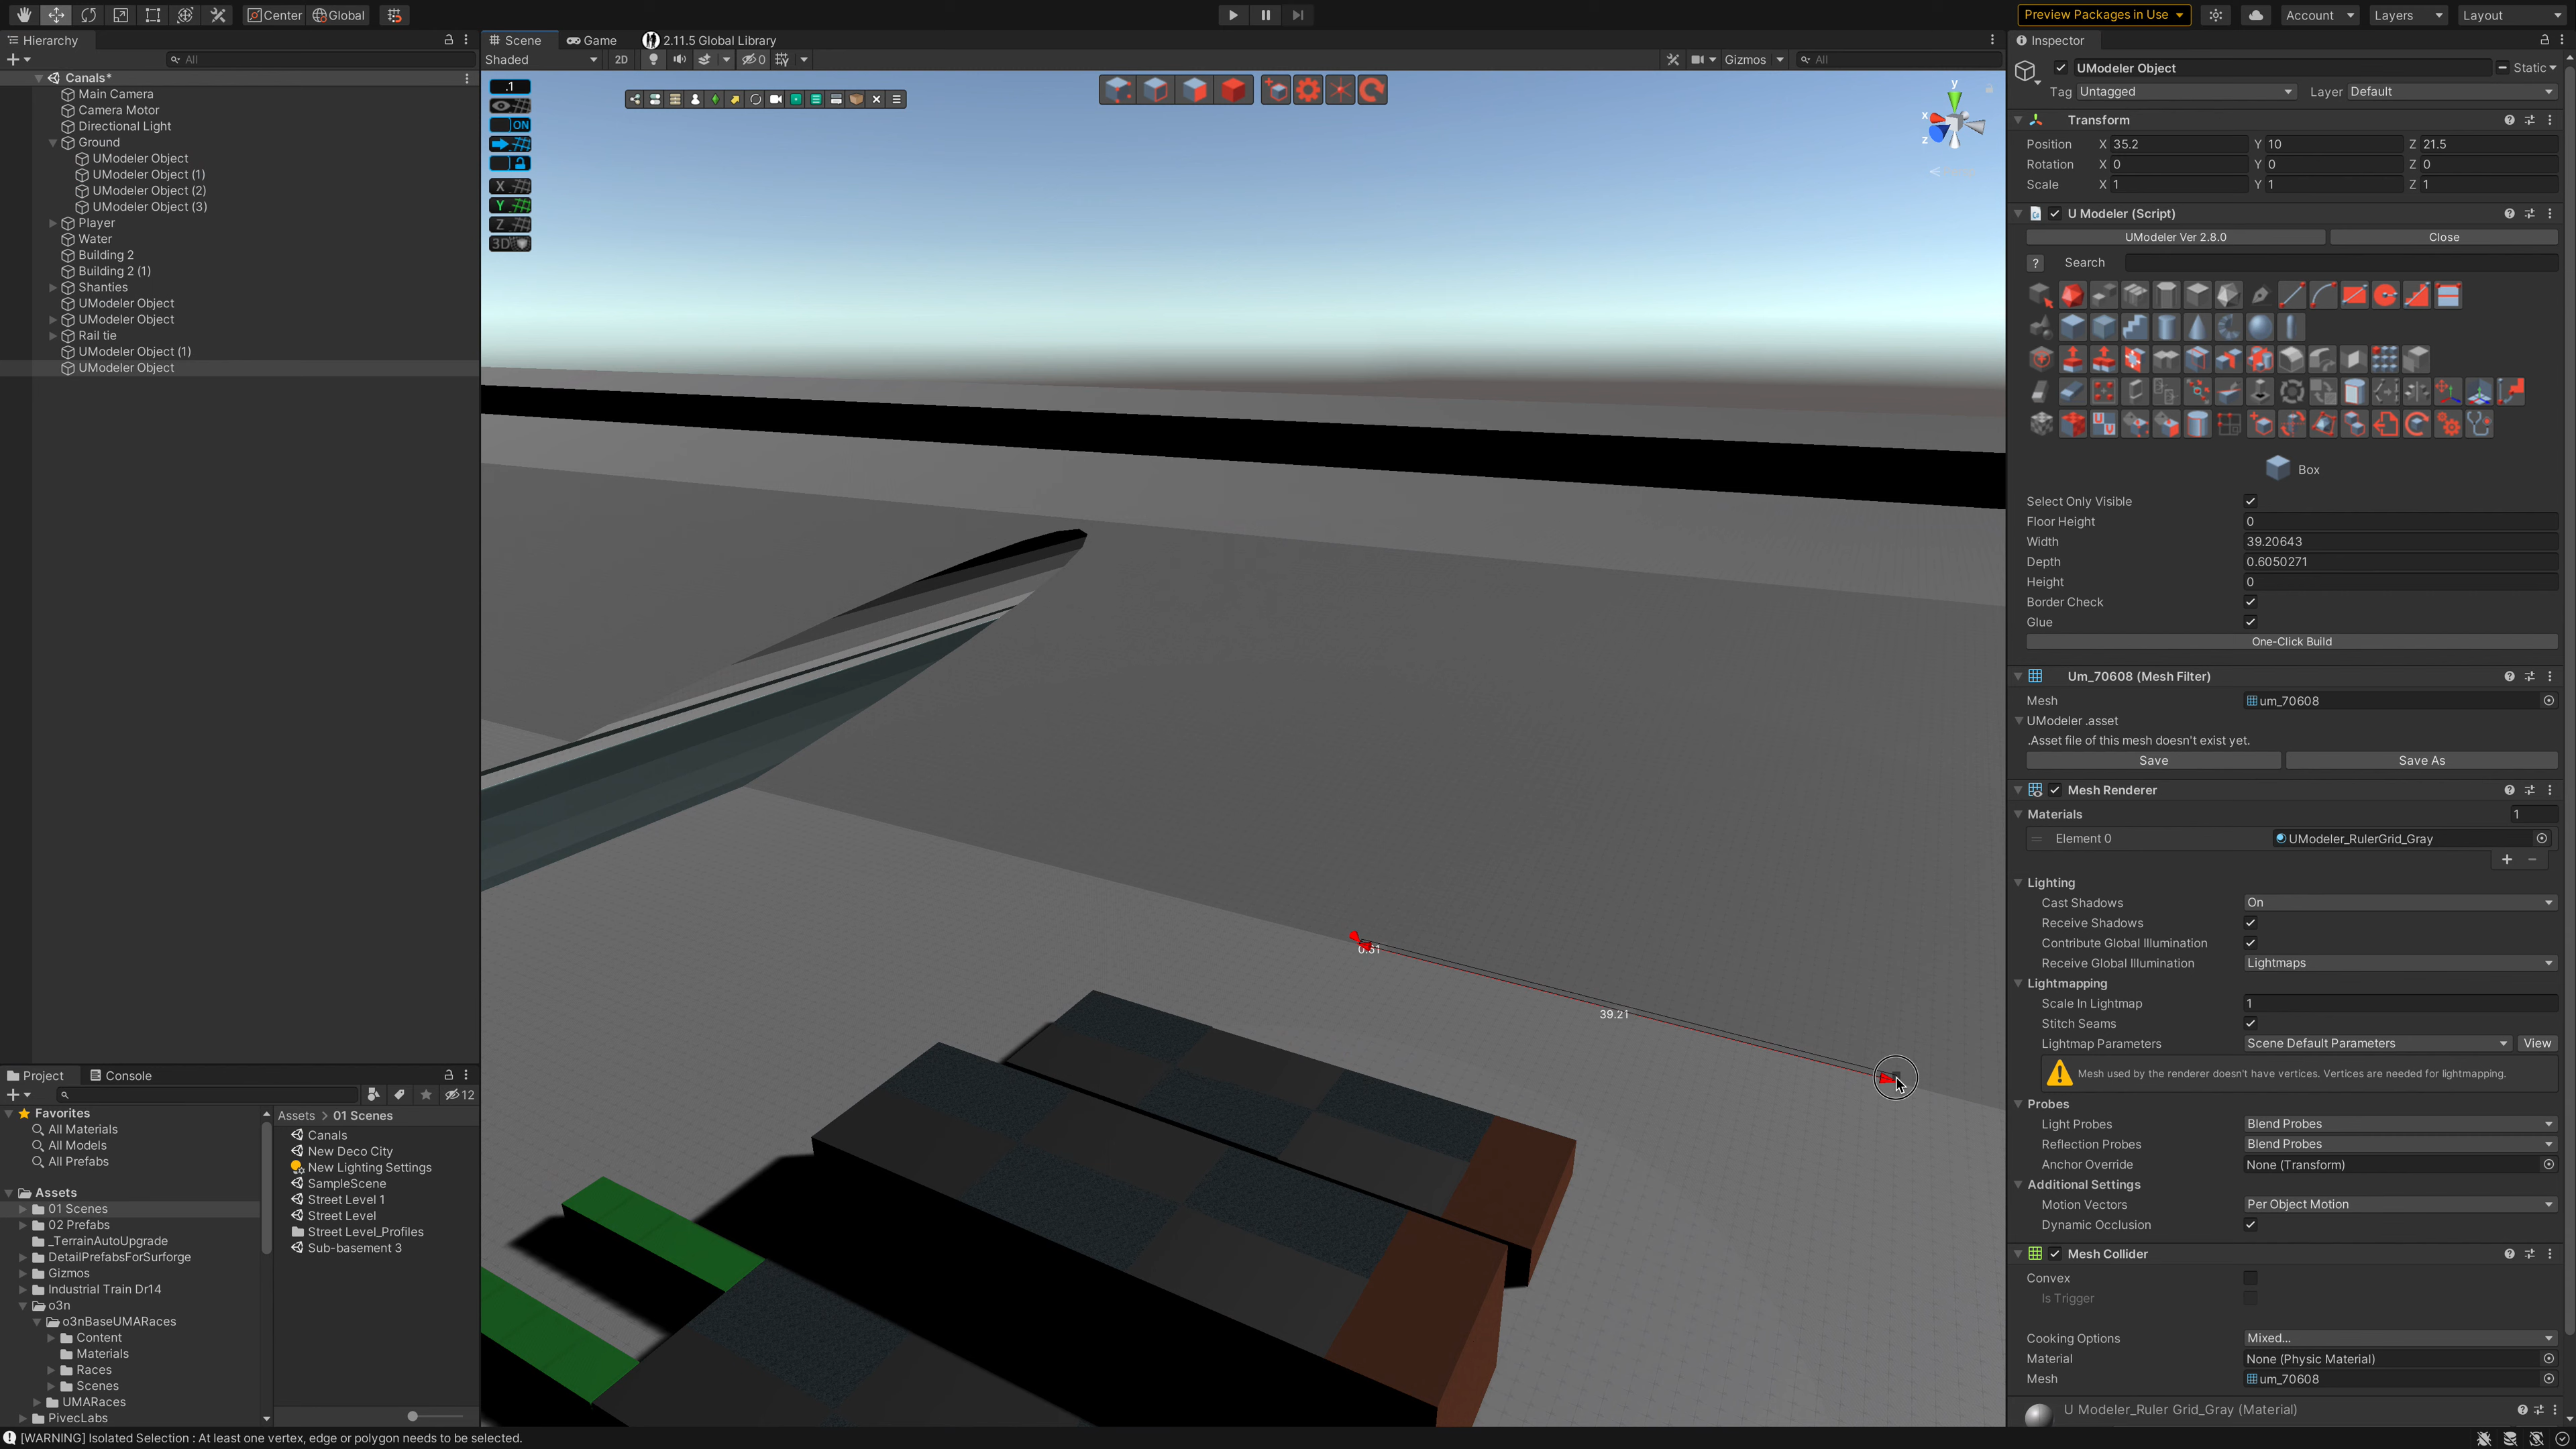 Center
Global
Preview Packages in Use
Account
Layers
Layout
Hierarchy
All
Canals*
Main Camera
Camera Motor
Directional Light
Ground
UModeler Object
UModeler Object (1)
UModeler Object (2)
UModeler Object (3)
Player
Water
Building 2
Building 2 (1)
Shanties
UModeler Object
UModeler Object
Rail tie
UModeler Object (1)
UModeler Object
Scene
Game
2.11.5 Global Library
Shaded
2D
0
Gizmos
All
.1
ON
X
Y
Z
3D
y
x
z
0.61
39.21
Inspector
UModeler Object
Static
Tag Untagged
Layer Default
Transform
Position X 35.2 Y 10 Z 21.5
Rotation X 0 Y 0 Z 0
Scale X 1 Y 1 Z 1
U Modeler (Script)
UModeler Ver 2.8.0
Close
? Search
Box
Select Only Visible
Floor Height 0
Width 39.20643
Depth 0.6050271
Height 0
Border Check
Glue
One-Click Build
Um_70608 (Mesh Filter)
Mesh um_70608
UModeler .asset
.Asset file of this mesh doesn't exist yet.
Save
Save As
Mesh Renderer
Materials 1
Element 0 UModeler_RulerGrid_Gray
Lighting
Cast Shadows On
Receive Shadows
Contribute Global Illumination
Receive Global Illumination Lightmaps
Lightmapping
Scale In Lightmap 1
Stitch Seams
Lightmap Parameters Scene Default Parameters View
Mesh used by the renderer doesn't have vertices. Vertices are needed for lightmapping.
Probes
Light Probes Blend Probes
Reflection Probes Blend Probes
Anchor Override None (Transform)
Additional Settings
Motion Vectors Per Object Motion
Dynamic Occlusion
Mesh Collider
Convex
Is Trigger
Cooking Options Mixed...
Material None (Physic Material)
Mesh um_70608
U Modeler_Ruler Grid_Gray (Material)
Project
Console
12
Favorites
All Materials
All Models
All Prefabs
Assets
01 Scenes
02 Prefabs
_TerrainAutoUpgrade
DetailPrefabsForSurforge
Gizmos
Industrial Train Dr14
o3n
o3nBaseUMARaces
Content
Materials
Races
Scenes
UMARaces
PivecLabs
Assets > 01 Scenes
Canals
New Deco City
New Lighting Settings
SampleScene
Street Level 1
Street Level
Street Level_Profiles
Sub-basement 3
[WARNING] Isolated Selection : At least one vertex, edge or polygon needs to be selected.